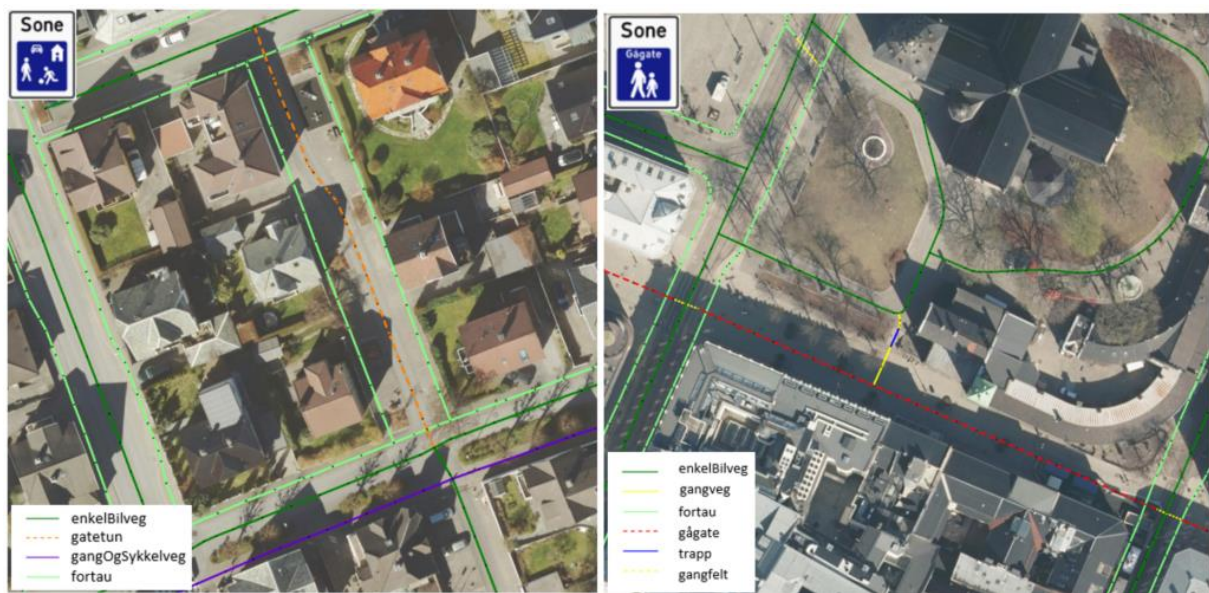 Sone
enkelBilveg
gatetun
gangOgSykkelveg
fortau
Sone
Gågate
enkelBilveg
gangveg
fortau
gågate
trapp
gangfelt